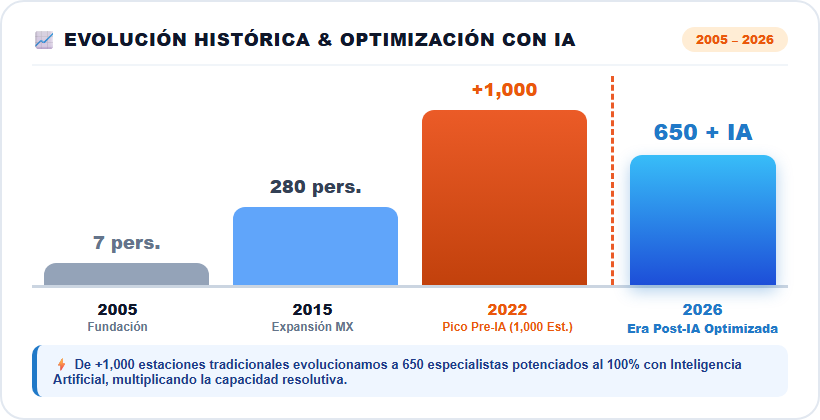 📈 EVOLUCIÓN HISTÓRICA & OPTIMIZACIÓN CON IA
2005 – 2026
7 pers.
280 pers.
+1,000
650 + IA
2005
Fundación
2015
Expansión MX
2022
Pico Pre-IA (1,000 Est.)
2026
Era Post-IA Optimizada
⚡ De +1,000 estaciones tradicionales evolucionamos a 650 especialistas potenciados al 100% con Inteligencia
Artificial, multiplicando la capacidad resolutiva.